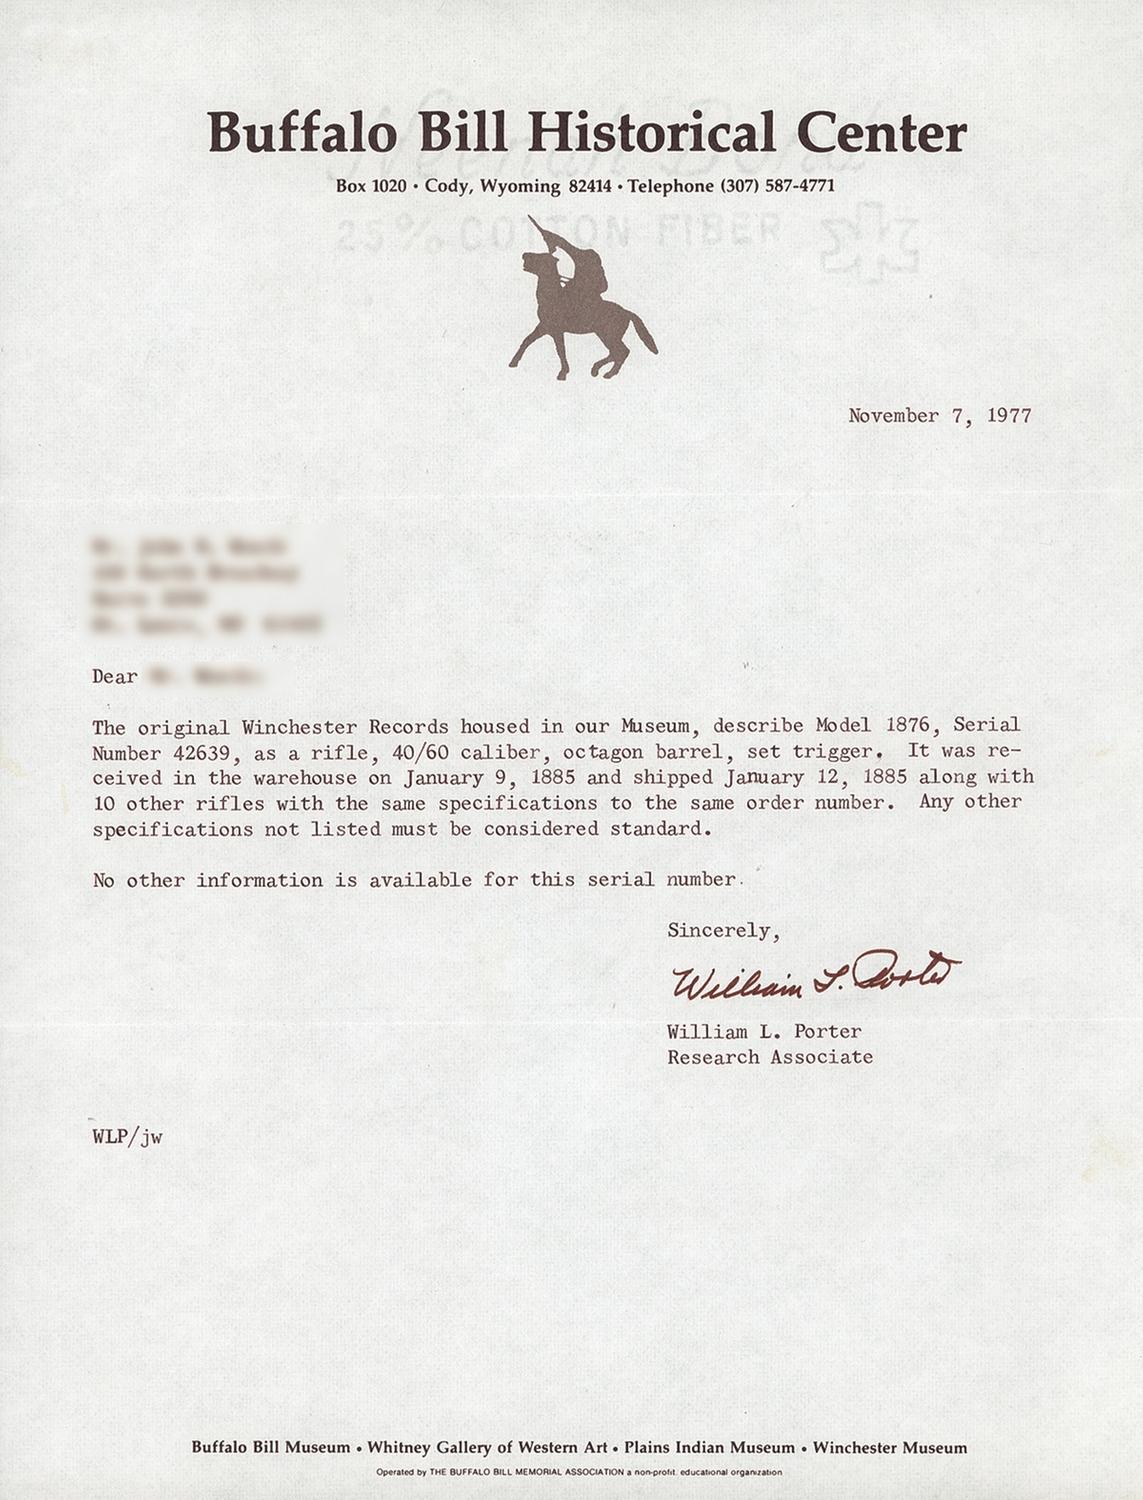 Buffalo Bill Historical Center
Box 1020 · Cody, Wyoming 82414 · Telephone (307) 587-4771
25% COTTON FIBER
November 7, 1977
Dear
The original Winchester Records housed in our Museum, describe Model 1876, Serial
Number 42639, as a rifle, 40/60 caliber, octagon barrel, set trigger. It was re-
ceived in the warehouse on January 9, 1885 and shipped January 12, 1885 along with
10 other rifles with the same specifications to the same order number. Any other
specifications not listed must be considered standard.
No other information is available for this serial number.
Sincerely,
William L. Porter
William L. Porter
Research Associate
WLP/jw
Buffalo Bill Museum • Whitney Gallery of Western Art • Plains Indian Museum • Winchester Museum
Operated by THE BUFFALO BILL MEMORIAL ASSOCIATION a non-profit. educational organization